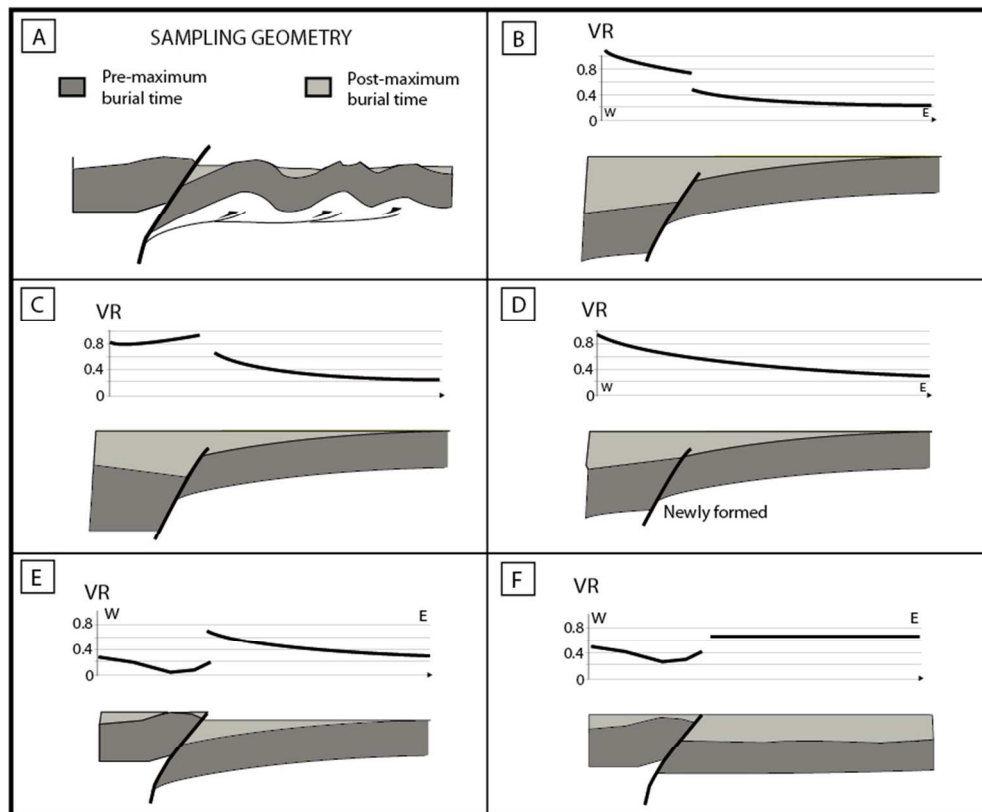 A
SAMPLING GEOMETRY
Pre-maximum
burial time
Post-maximum
burial time
B
VR
0.8
0.4
0
W
E
C
VR
0.8
0.4
0
D
VR
0.8
0.4
0
W
E
Newly formed
E
VR
W
E
0.8
0.4
0
F
VR
W
E
0.8
0.4
0